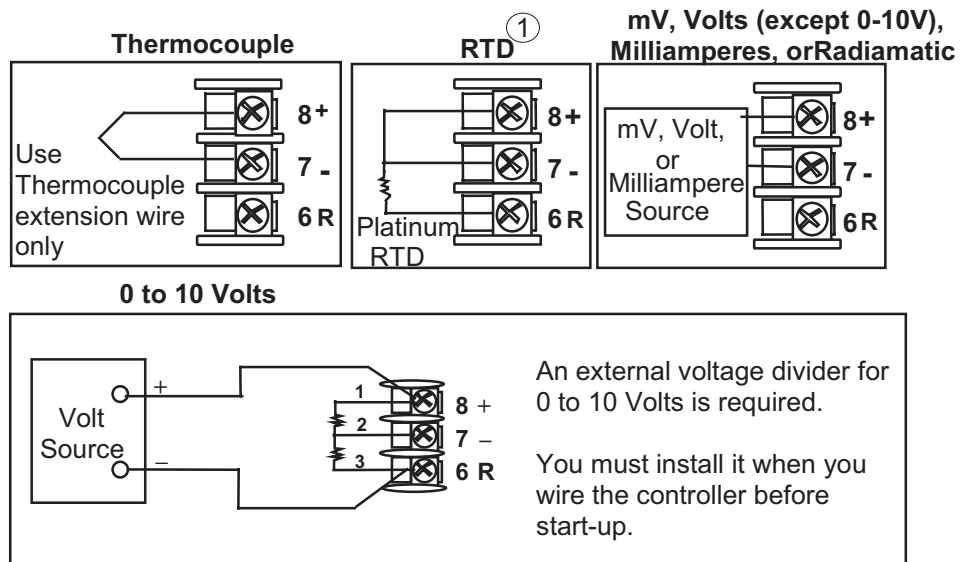 Thermocouple
RTD
1
mV, Volts (except 0-10V),
Milliamperes, orRadiamatic
Use
Thermocouple
extension wire
only
8+
7 -
6 R
Platinum
RTD
8+
7 -
6 R
mV, Volt,
or
Milliampere
Source
8+
7 -
6R
0 to 10 Volts
Volt
Source
+
–
1
2
3
8 +
7 –
6 R
An external voltage divider for
0 to 10 Volts is required.
You must install it when you
wire the controller before
start-up.